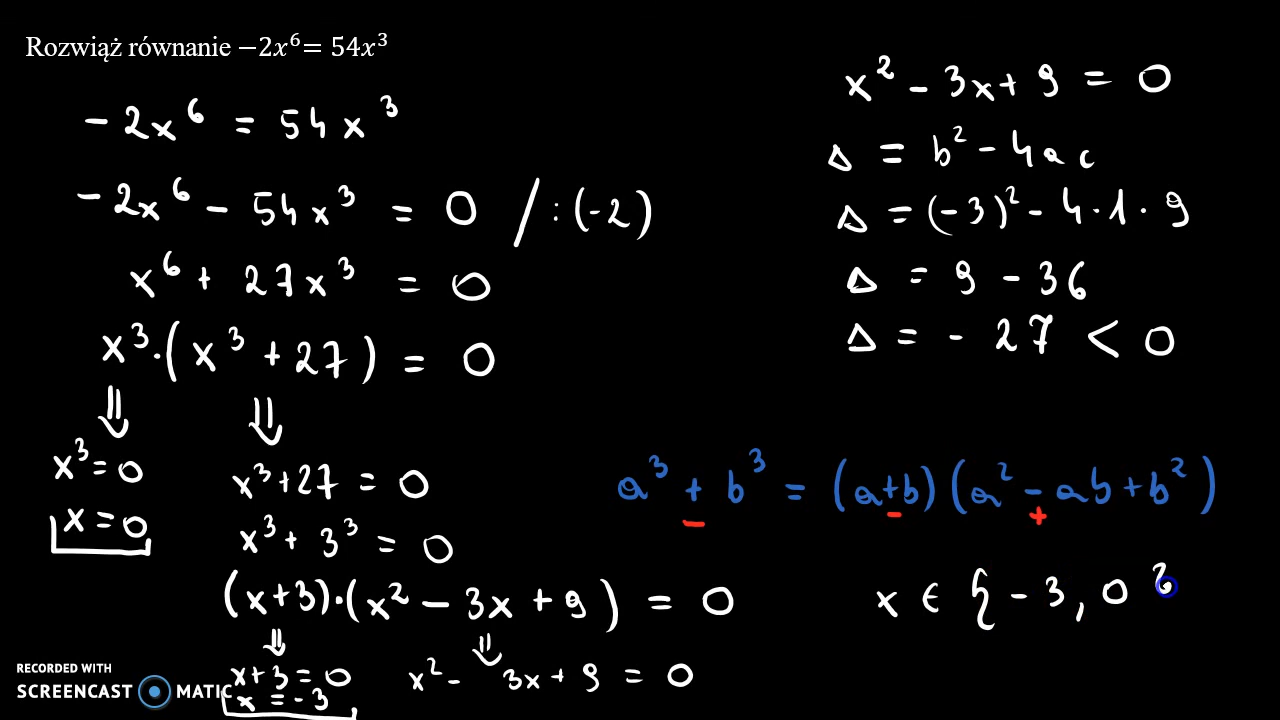 Rozwiąż równanie −2x⁶= 54x³
-2x⁶ = 54x³
-2x⁶ - 54x³ = 0 / : (-2)
x⁶ + 27x³ = 0
x³·(x³ + 27) = 0
⇓ ⇓
x³ = 0
x = 0
x³ + 27 = 0
x³ + 3³ = 0
(x+3)·(x² - 3x + 9) = 0
⇓ ⇓
x+3 = 0
x = -3
x² - 3x + 9 = 0
x² - 3x + 9 = 0
Δ = b² - 4ac
Δ = (-3)² - 4·1·9
Δ = 9 - 36
Δ = -27 < 0
a³ + b³ = (a+b)(a² - ab + b²)
- - +
x ∈ {-3, 0
RECORDED WITH
SCREENCAST MATIC